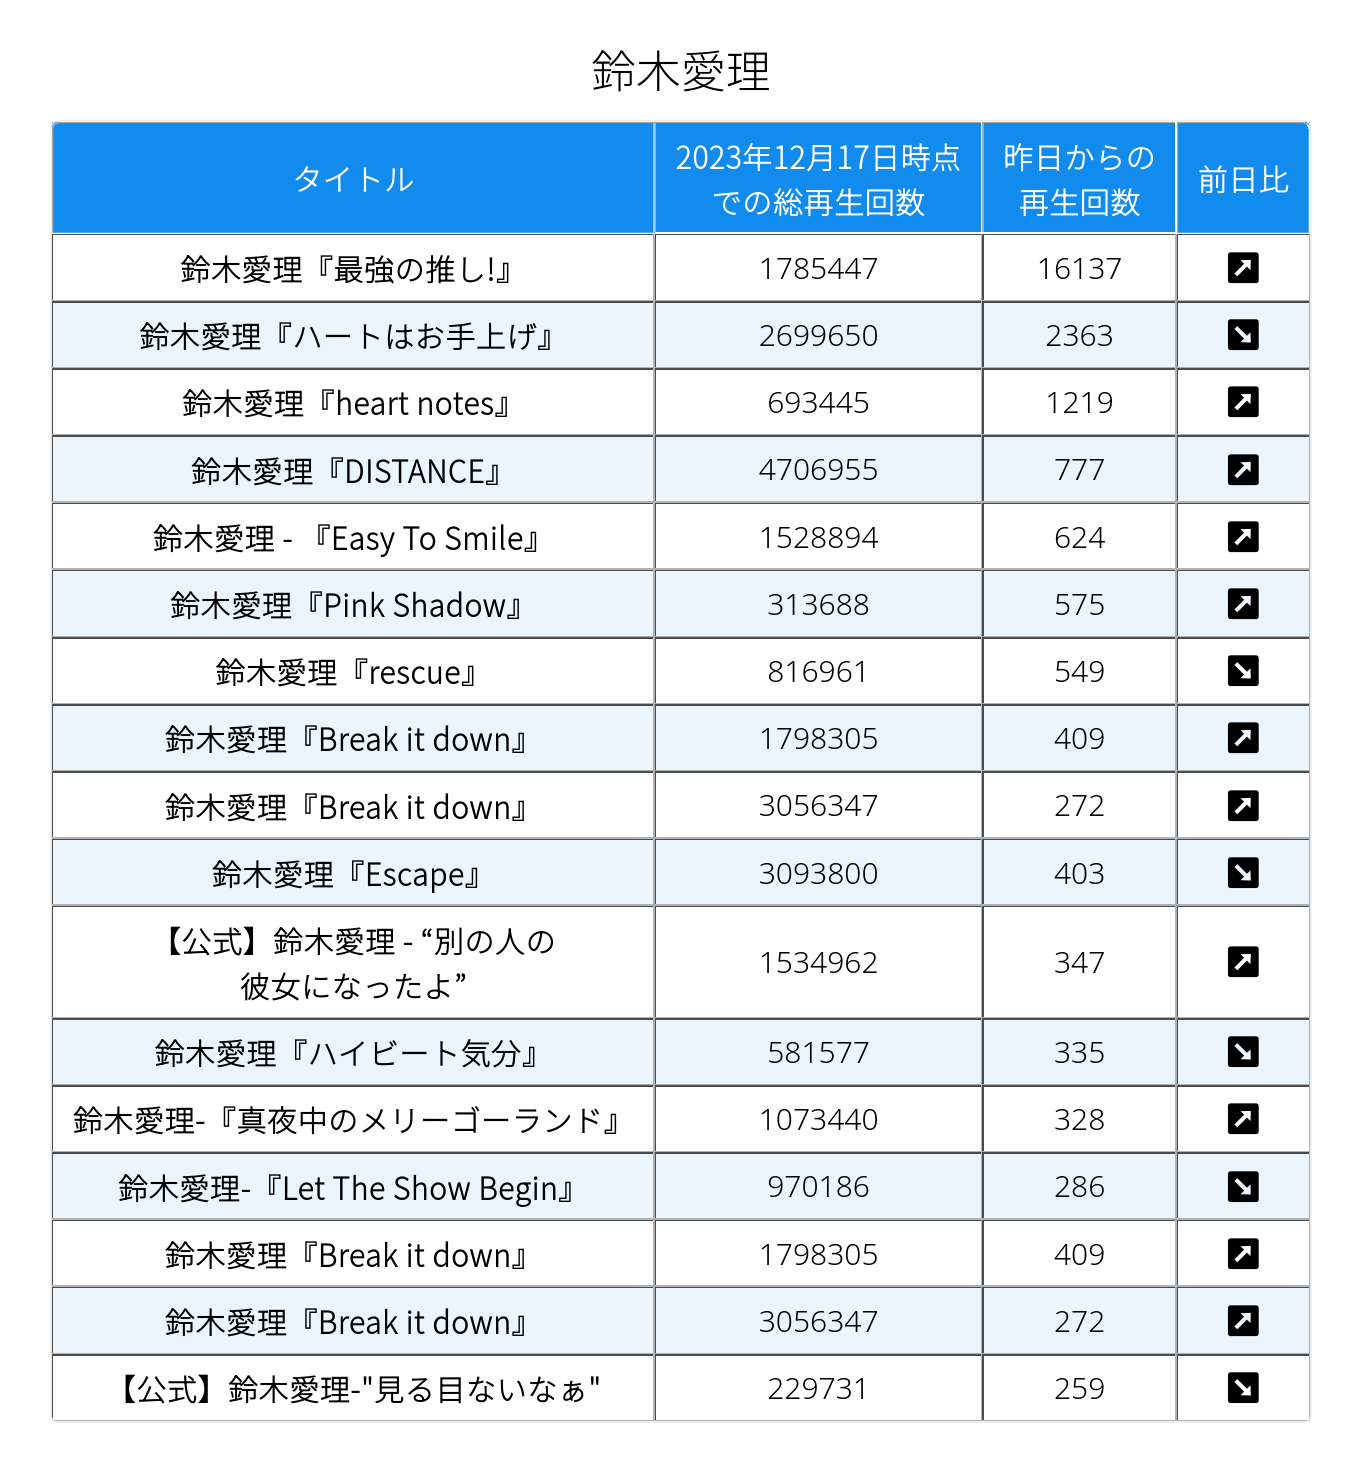 鈴木愛理
タイトル
2023年12月17日時点
での総再生回数
昨日からの
再生回数
前日比
鈴木愛理『最強の推し!』 1785447 16137
鈴木愛理『ハートはお手上げ』 2699650 2363
鈴木愛理『heart notes』 693445 1219
鈴木愛理『DISTANCE』 4706955 777
鈴木愛理 - 『Easy To Smile』 1528894 624
鈴木愛理『Pink Shadow』 313688 575
鈴木愛理『rescue』 816961 549
鈴木愛理『Break it down』 1798305 409
鈴木愛理『Break it down』 3056347 272
鈴木愛理『Escape』 3093800 403
【公式】鈴木愛理 - “別の人の
彼女になったよ” 1534962 347
鈴木愛理『ハイビート気分』 581577 335
鈴木愛理-『真夜中のメリーゴーランド』 1073440 328
鈴木愛理-『Let The Show Begin』 970186 286
鈴木愛理『Break it down』 1798305 409
鈴木愛理『Break it down』 3056347 272
【公式】鈴木愛理-"見る目ないなぁ" 229731 259